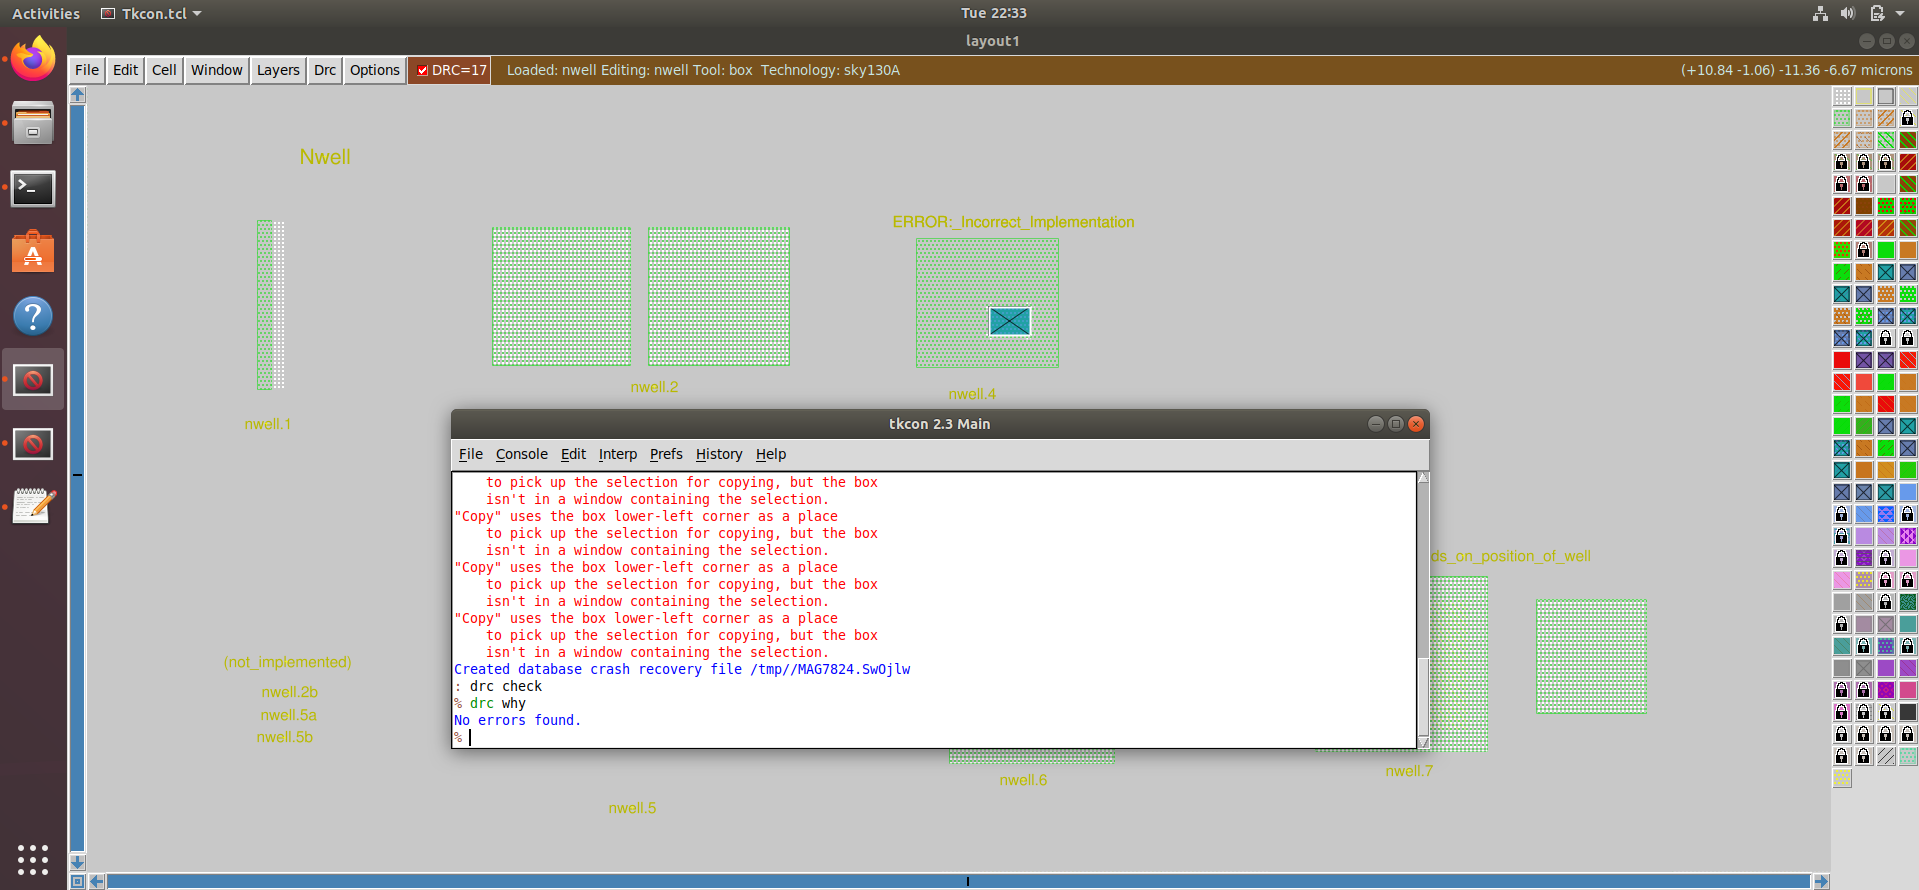 Activities
Tkcon.tcl
Tue 22:33
layout1
File Edit Cell Window Layers Drc Options DRC=17 Loaded: nwell Editing: nwell Tool: box Technology: sky130A (+10.84 -1.06) -11.36 -6.67 microns
Nwell
ERROR:_Incorrect_Implementation
nwell.2
nwell.4
nwell.1
tkcon 2.3 Main
File Console Edit Interp Prefs History Help
to pick up the selection for copying, but the box
isn't in a window containing the selection.
"Copy" uses the box lower-left corner as a place
to pick up the selection for copying, but the box
isn't in a window containing the selection.
"Copy" uses the box lower-left corner as a place
to pick up the selection for copying, but the box
isn't in a window containing the selection.
"Copy" uses the box lower-left corner as a place
to pick up the selection for copying, but the box
isn't in a window containing the selection.
Created database crash recovery file /tmp//MAG7824.SwOjlw
: drc check
% drc why
No errors found.
%
ds_on_position_of_well
(not_implemented)
nwell.2b
nwell.5a
nwell.5b
nwell.7
nwell.6
nwell.5